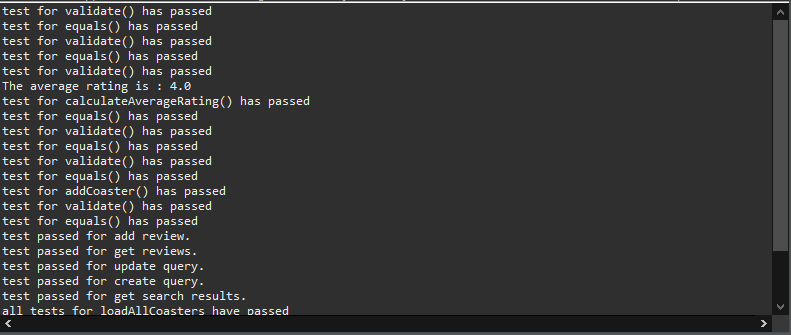 test for validate() has passed
test for equals() has passed
test for validate() has passed
test for equals() has passed
test for validate() has passed
The average rating is : 4.0
test for calculateAverageRating() has passed
test for equals() has passed
test for validate() has passed
test for equals() has passed
test for validate() has passed
test for equals() has passed
test for addCoaster() has passed
test for validate() has passed
test for equals() has passed
test passed for add review.
test passed for get reviews.
test passed for update query.
test passed for create query.
test passed for get search results.
all tests for loadAllCoasters have passed